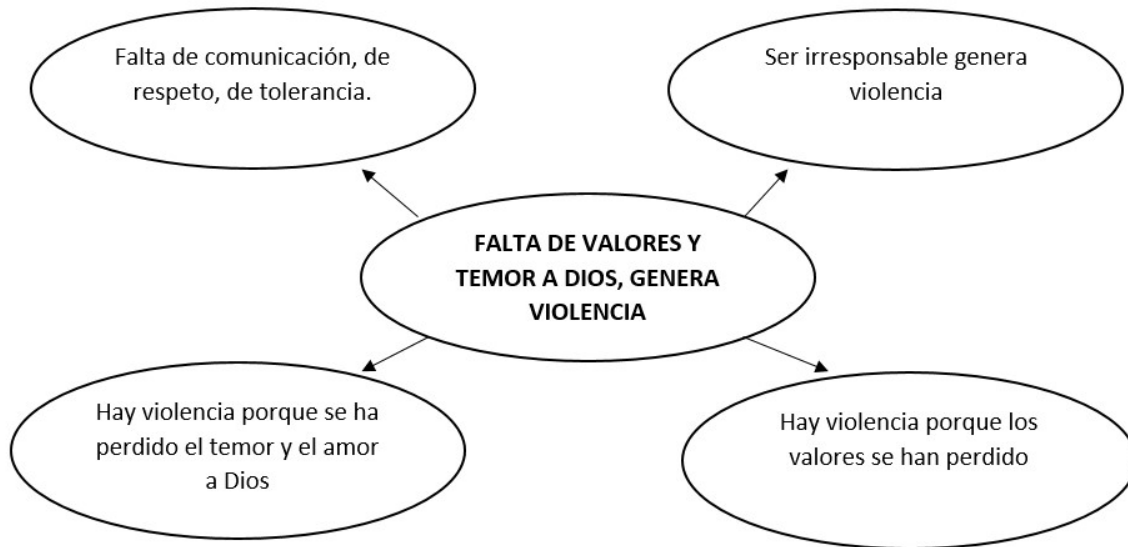 Falta de comunicación, de
respeto, de tolerancia.
Ser irresponsable genera
violencia
FALTA DE VALORES Y
TEMOR A DIOS, GENERA
VIOLENCIA
Hay violencia porque se ha
perdido el temor y el amor
a Dios
Hay violencia porque los
valores se han perdido